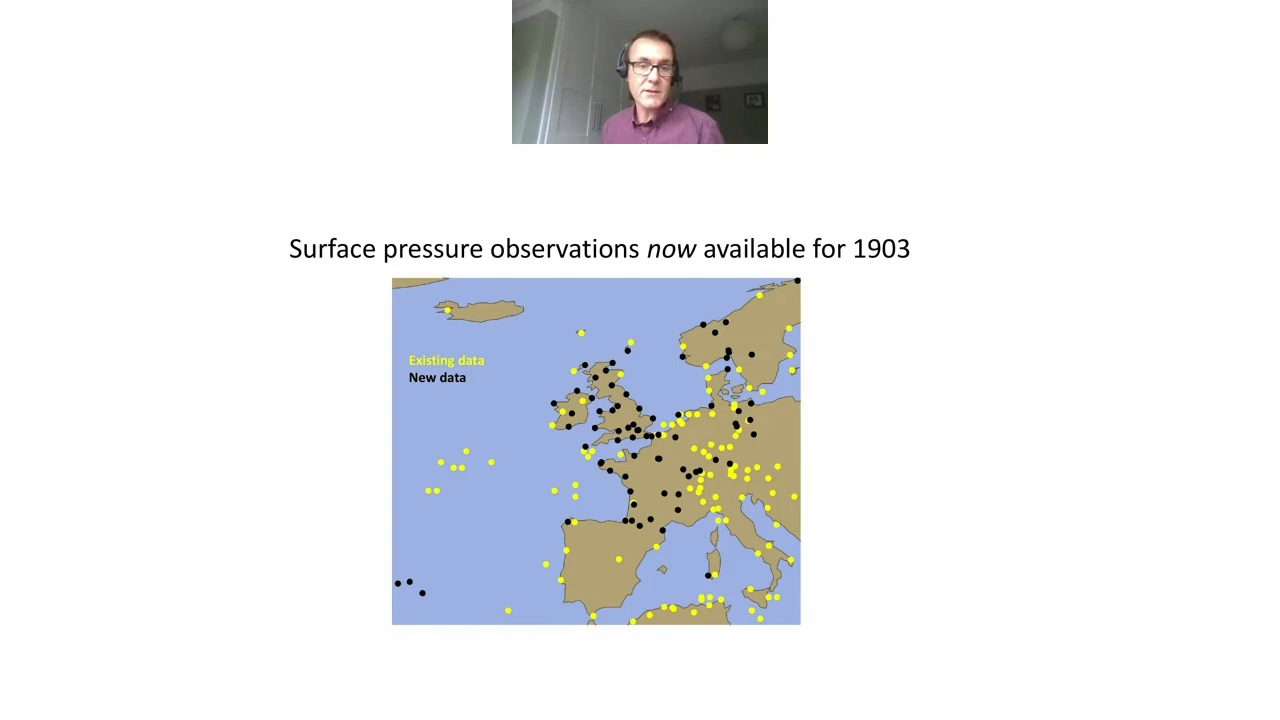 Surface pressure observations now available for 1903
Existing data
New data